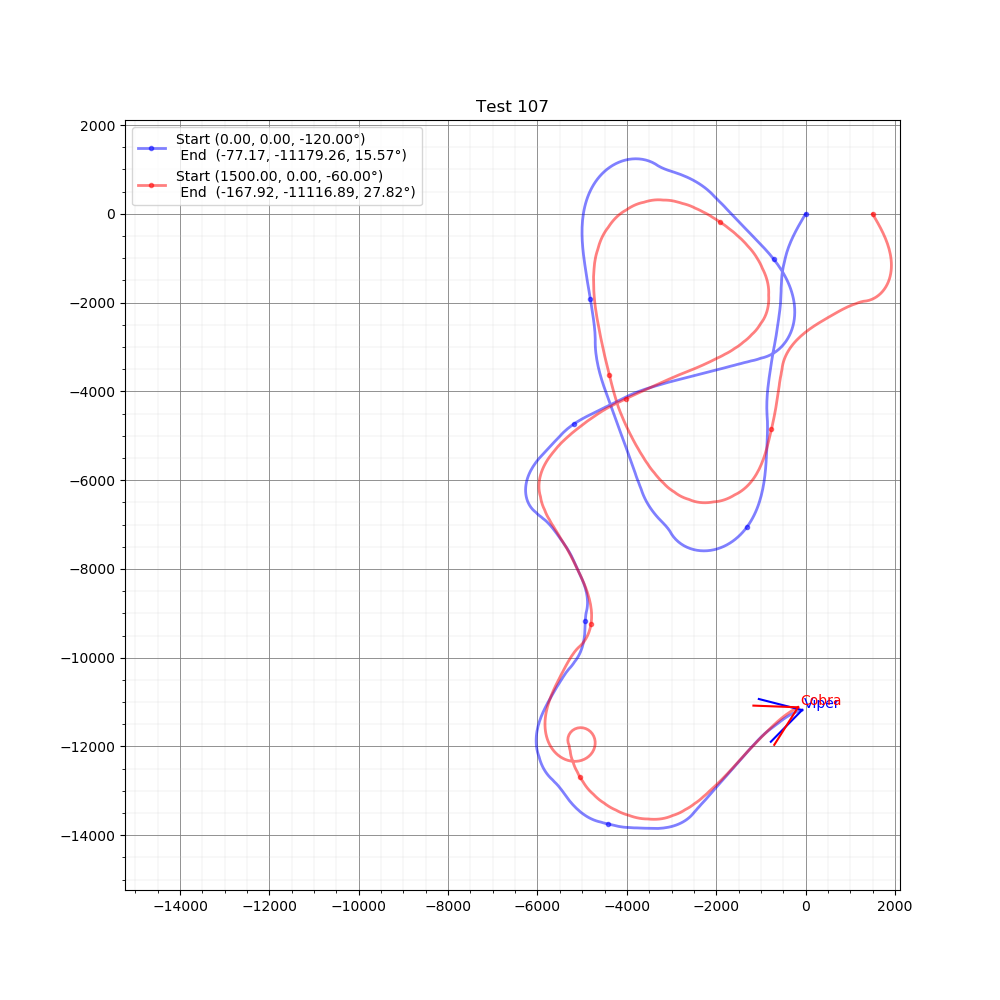 Test 107
Start (0.00, 0.00, -120.00°)
End (-77.17, -11179.26, 15.57°)
Start (1500.00, 0.00, -60.00°)
End (-167.92, -11116.89, 27.82°)
2000
0
−2000
−4000
−6000
−8000
−10000
−12000
−14000
Cobra
Viper
−14000 −12000 −10000 −8000 −6000 −4000 −2000 0 2000